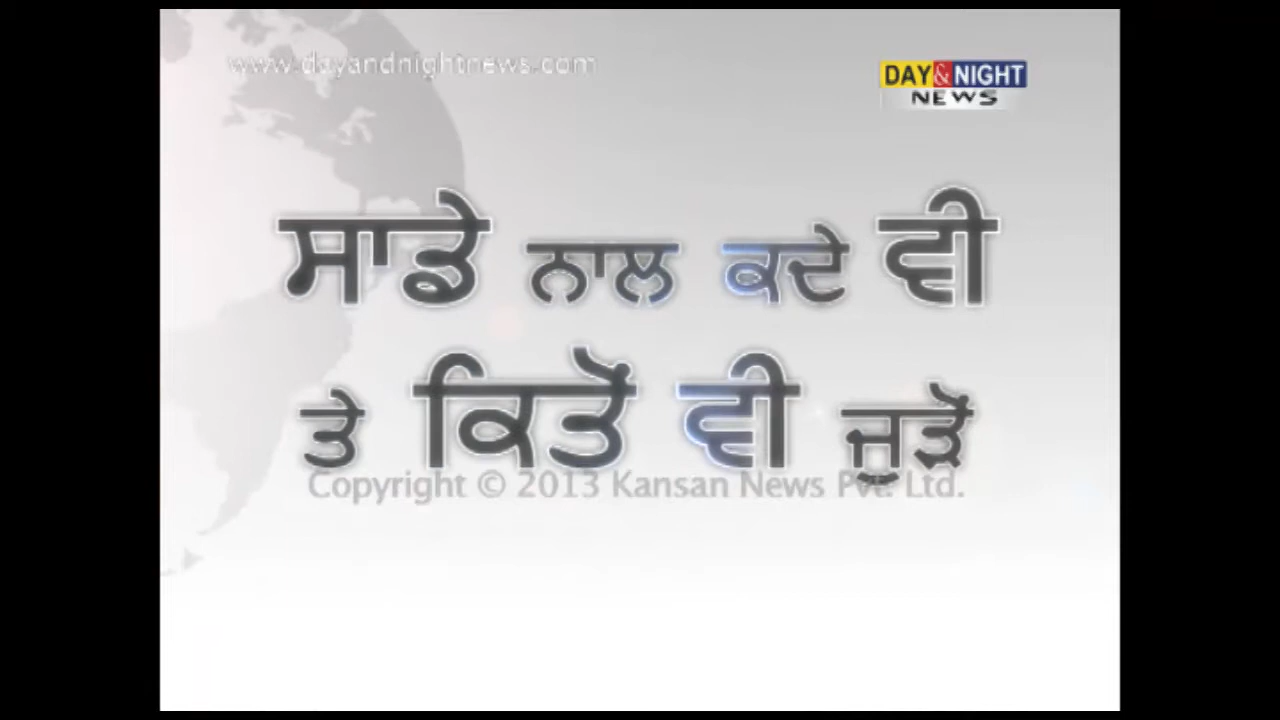 www.dayandnightnews.com
DAY&NIGHT
NEWS
ਸਾਡੇ ਨਾਲ ਕਦੇ ਵੀ
ਤੇ ਕਿਤੋਂ ਵੀ ਜੁੜੋਂ
Copyright © 2013 Kansan News Pvt. Ltd.